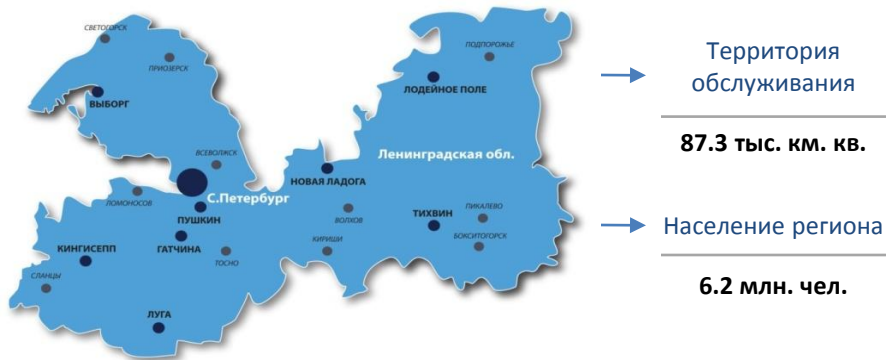 СВЕТОГОРСК
ПРИОЗЕРСК
ВЫБОРГ
ПОДПОРОЖЬЕ
ЛОДЕЙНОЕ ПОЛЕ
ВСЕВОЛЖСК
Ленинградская обл.
С.Петербург
НОВАЯ ЛАДОГА
ЛОМОНОСОВ
ПУШКИН
ВОЛХОВ
ТИХВИН
ПИКАЛЕВО
БОКСИТОГОРСК
КИНГИСЕПП
ГАТЧИНА
ТОСНО
КИРИШИ
СЛАНЦЫ
ЛУГА
Территория
обслуживания
87.3 тыс. км. кв.
Население региона
6.2 млн. чел.